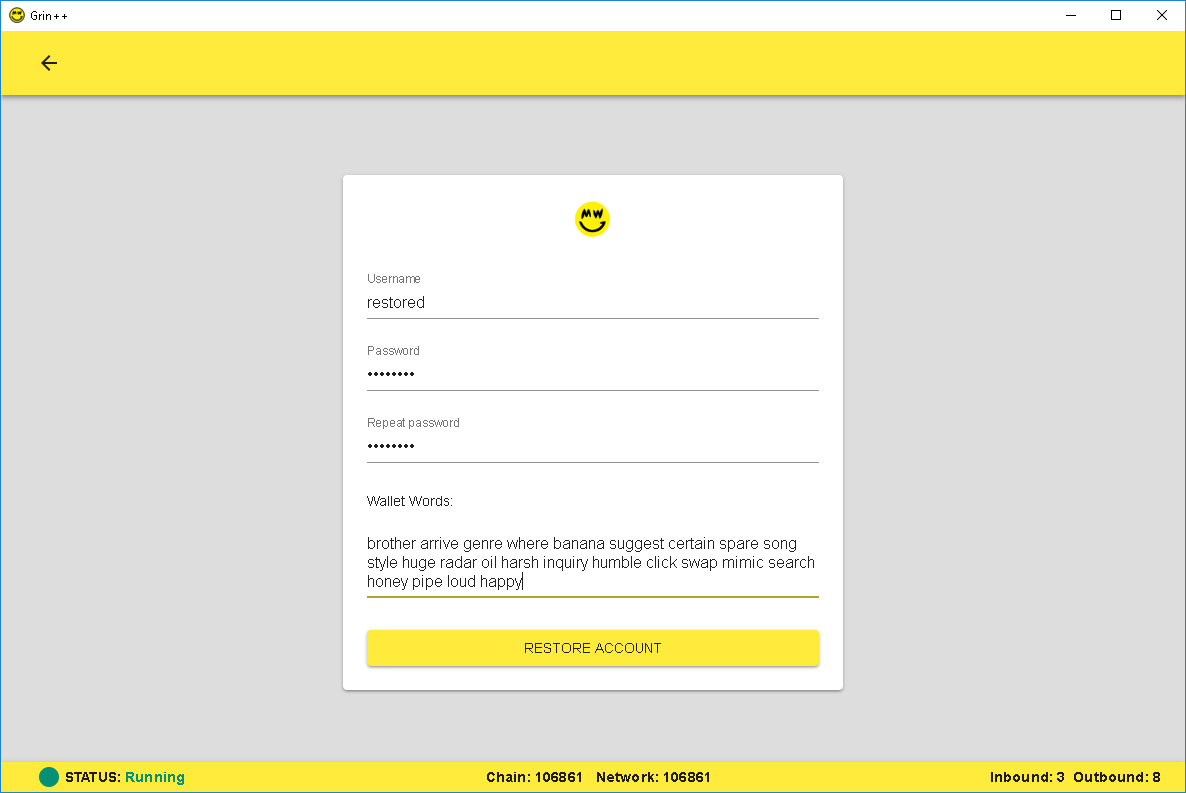 Grin++
MW
Username
restored
Password
••••••••
Repeat password
••••••••
Wallet Words:
brother arrive genre where banana suggest certain spare song
style huge radar oil harsh inquiry humble click swap mimic search
honey pipe loud happy
RESTORE ACCOUNT
STATUS: Running Chain: 106861 Network: 106861 Inbound: 3 Outbound: 8